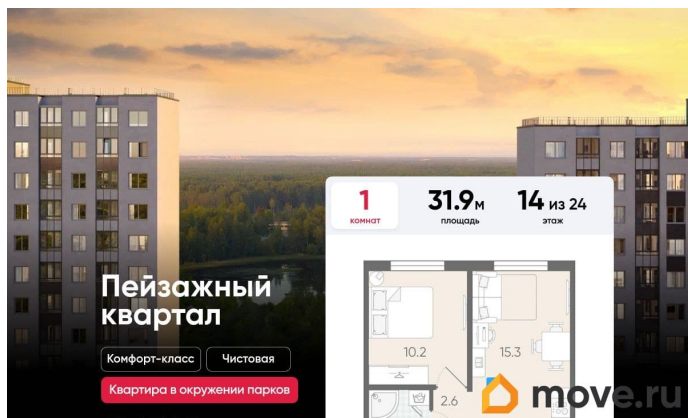 1
комнат
31.9м
площадь
14 из 24
этаж
Пейзажный
квартал
Комфорт-класс
Чистовая
Квартира в окружении парков
10.2
15.3
2.6
move.ru